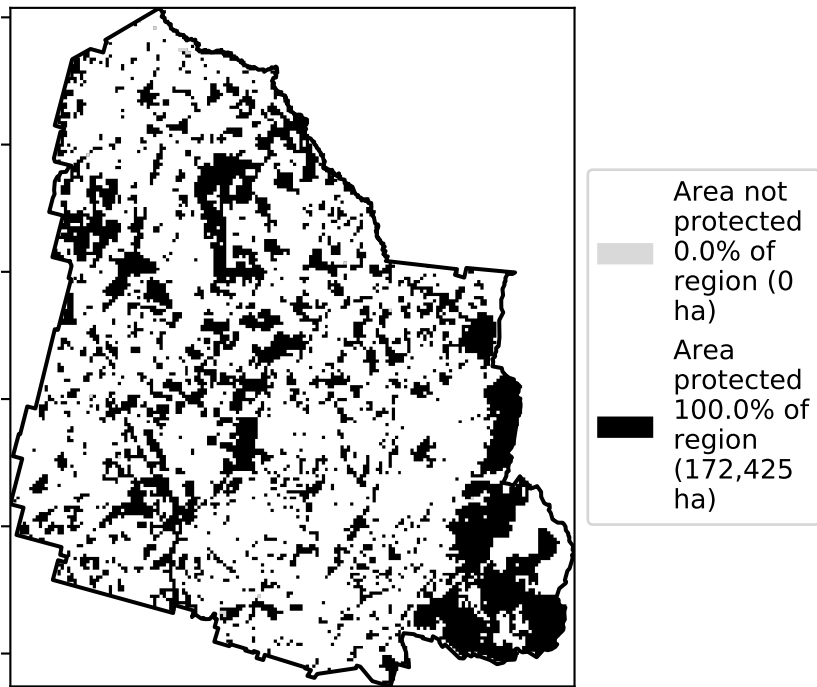 Area not
protected
0.0% of
region (0
ha)
Area
protected
100.0% of
region
(172,425
ha)